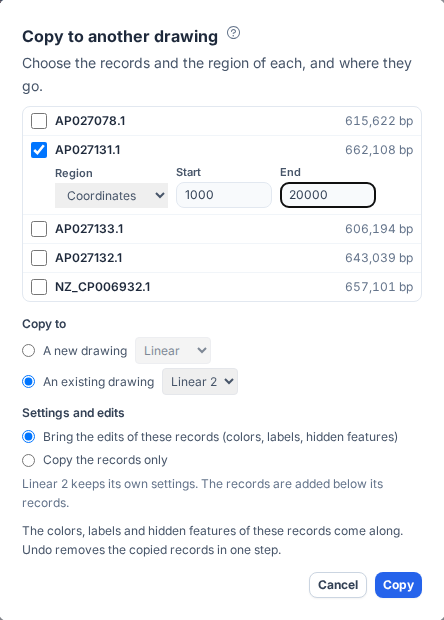 Copy to another drawing ?
Choose the records and the region of each, and where they
go.
AP027078.1 615,622 bp
AP027131.1 662,108 bp
Region Start End
Coordinates 1000 20000
AP027133.1 606,194 bp
AP027132.1 643,039 bp
NZ_CP006932.1 657,101 bp
Copy to
A new drawing Linear
An existing drawing Linear 2
Settings and edits
Bring the edits of these records (colors, labels, hidden features)
Copy the records only
Linear 2 keeps its own settings. The records are added below its
records.
The colors, labels and hidden features of these records come along.
Undo removes the copied records in one step.
Cancel Copy